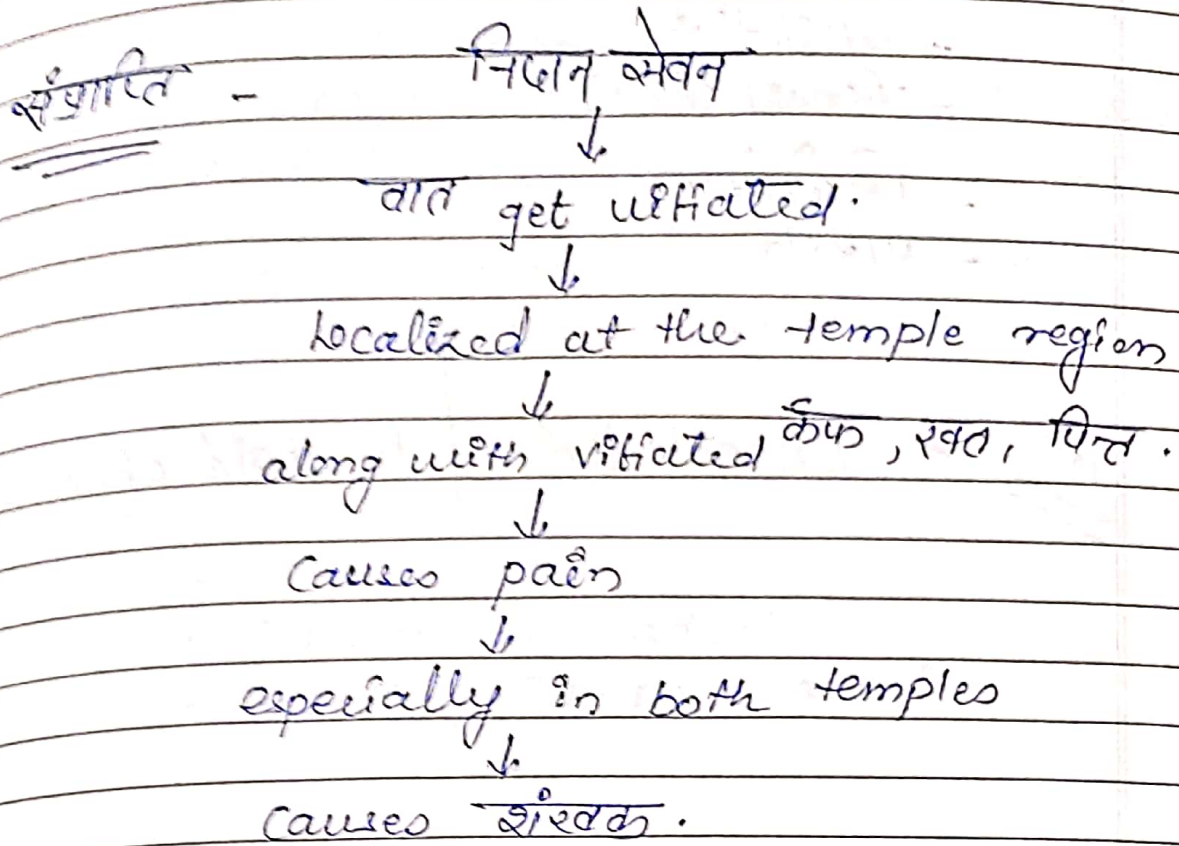 संप्राप्ति - निदान सेवन
↓
वात get vitiated.
↓
Localized at the temple region
↓
along with vitiated कफ, रक्त, पित्त.
↓
Causes pain
↓
especially in both temples
↓
Causes शंखक.